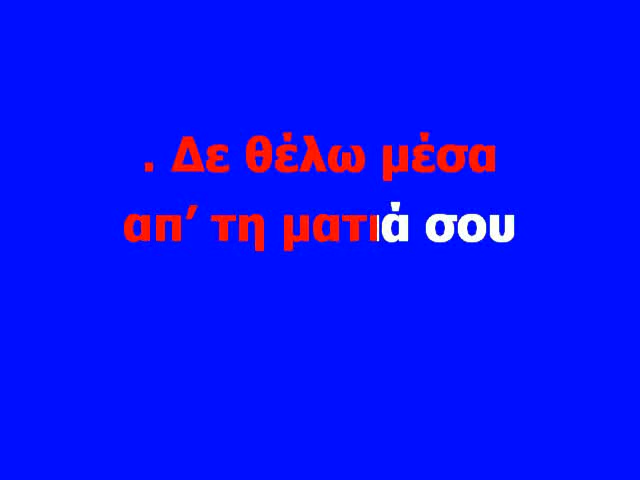 . Δε θέλω μέσα
απ’ τη ματιά σου